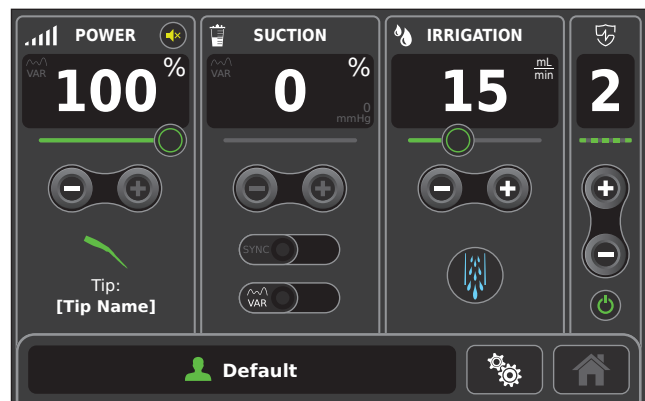 POWER
VAR
100
%
Tip:
[Tip Name]
SUCTION
VAR
0
%
0
mmHg
SYNC
VAR
IRRIGATION
15
mL
min
2
Default